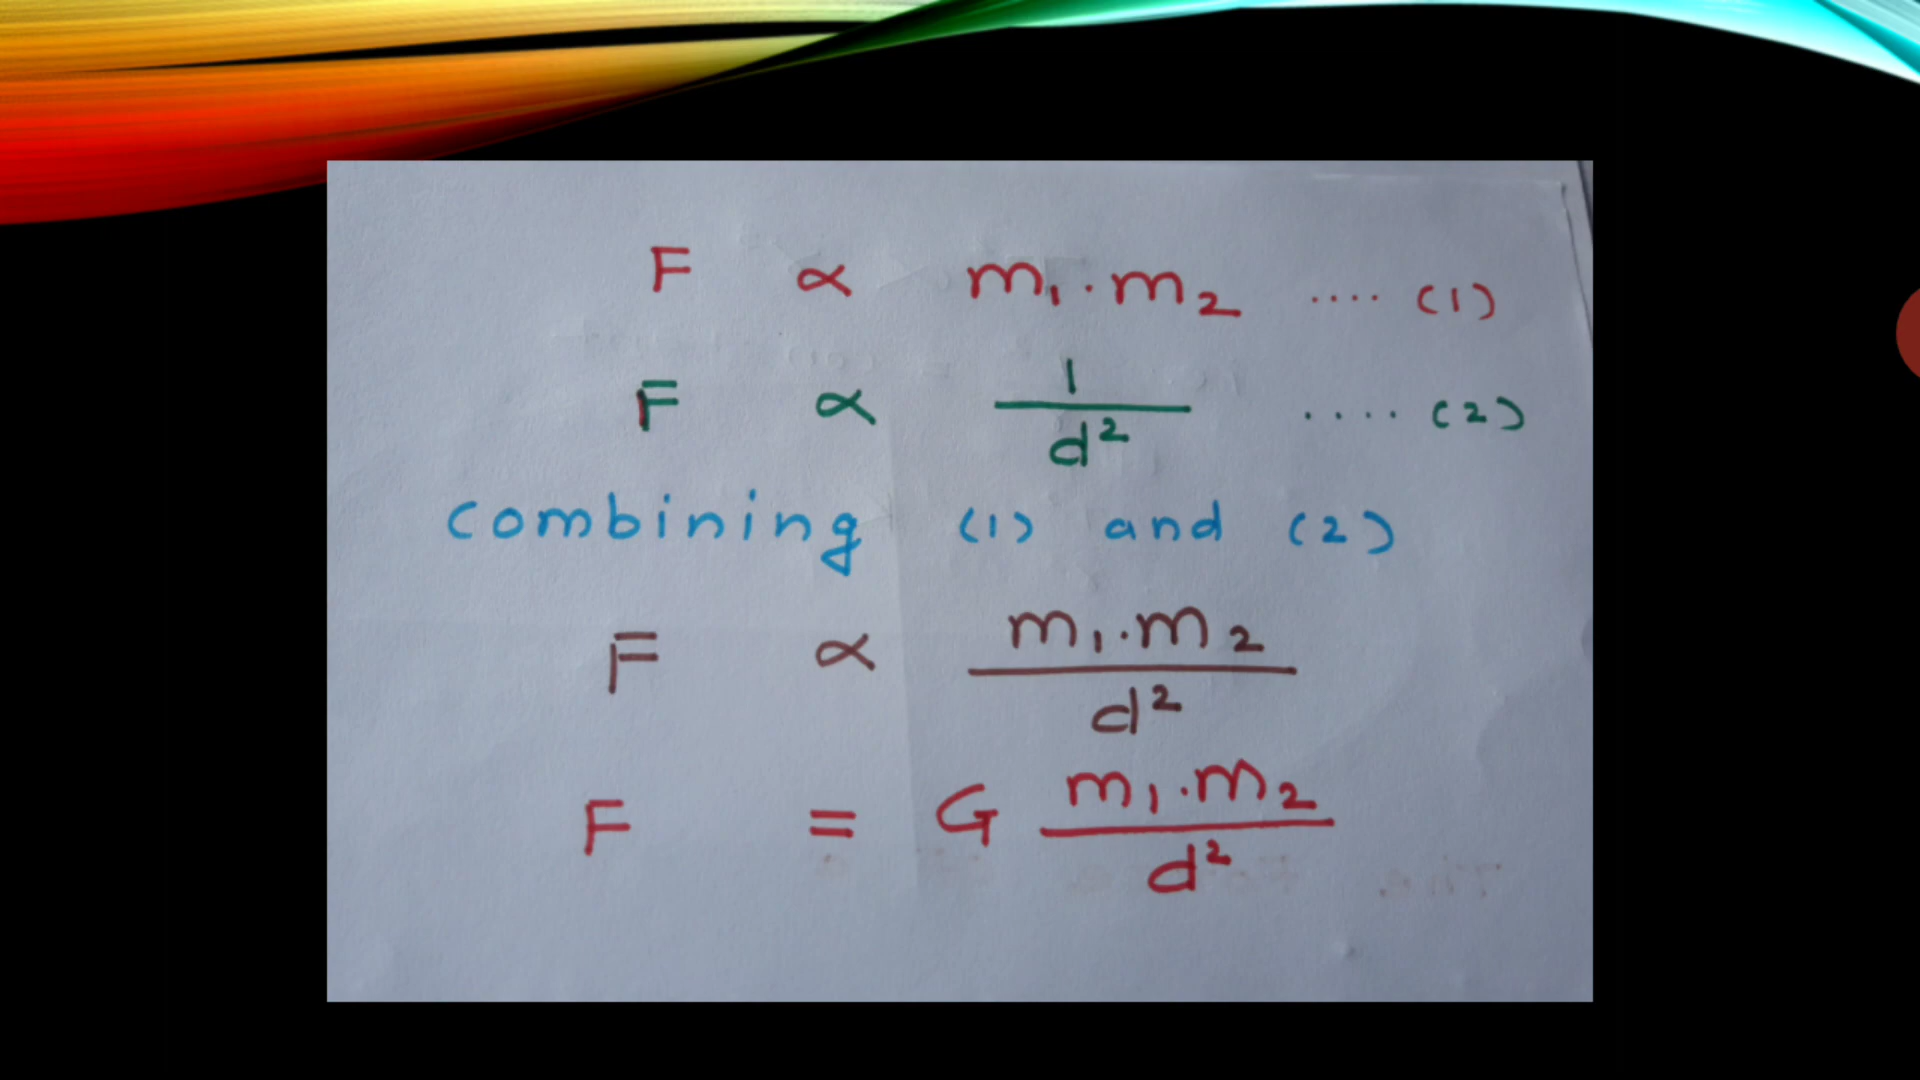 F ∝ m₁.m₂ .... (1)
F ∝ 1/d² .... (2)
combining (1) and (2)
F ∝ m₁.m₂/d²
F = G m₁.m₂/d²